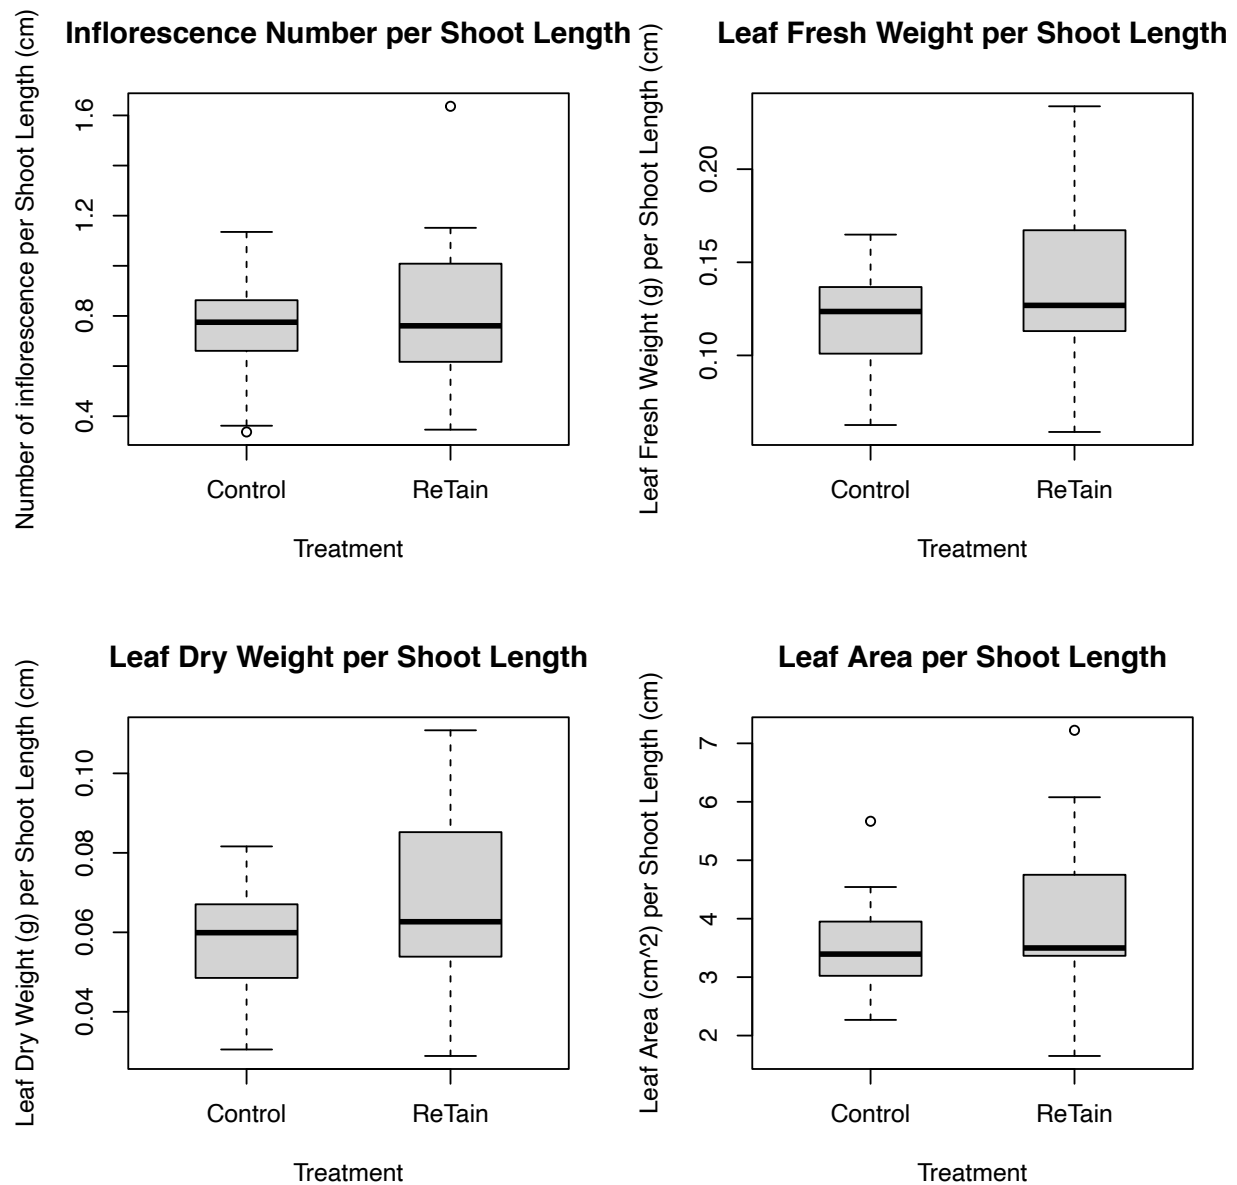 Inflorescence Number per Shoot Length
Number of inflorescence per Shoot Length (cm)
1.6
1.2
0.8
0.4
Control
ReTain
Treatment
Leaf Fresh Weight per Shoot Length
Leaf Fresh Weight (g) per Shoot Length (cm)
0.20
0.15
0.10
Control
ReTain
Treatment
Leaf Dry Weight per Shoot Length
Leaf Dry Weight (g) per Shoot Length (cm)
0.10
0.08
0.06
0.04
Control
ReTain
Treatment
Leaf Area per Shoot Length
Leaf Area (cm^2) per Shoot Length (cm)
7
6
5
4
3
2
Control
ReTain
Treatment